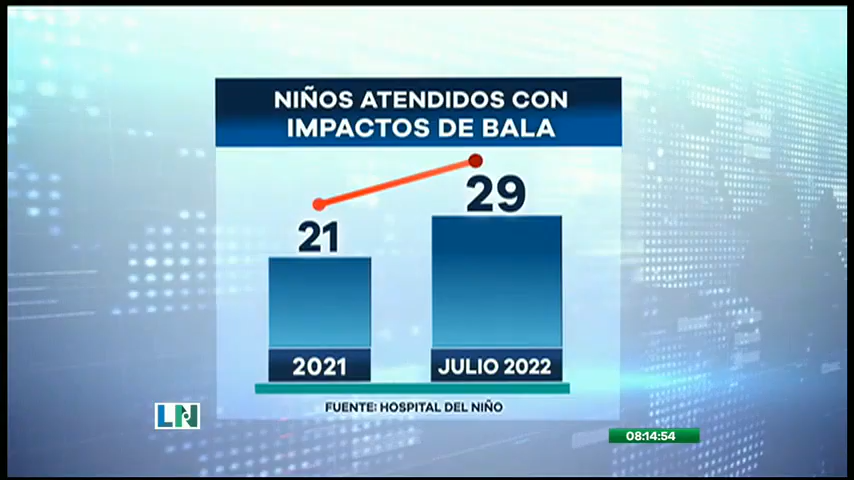 NIÑOS ATENDIDOS CON
IMPACTOS DE BALA
21
29
2021
JULIO 2022
FUENTE: HOSPITAL DEL NIÑO
LN
08:14:54